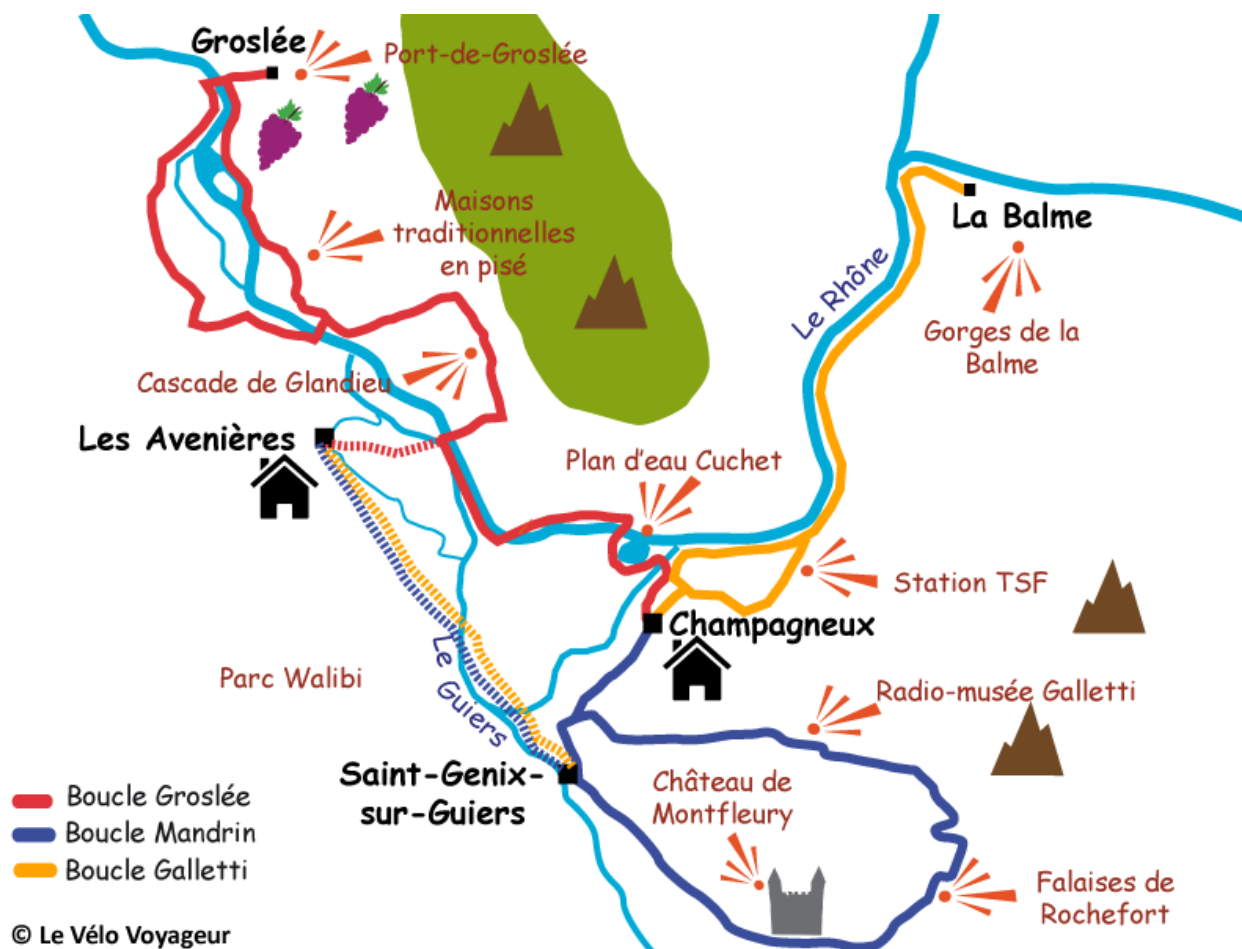 Groslée
Port-de-Groslée
Maisons
traditionnelles
en pisé
La Balme
Le Rhône
Gorges de la
Balme
Cascade de Glandieu
Les Avenières
Plan d'eau Cuchet
Station TSF
Champagneux
Le Guiers
Parc Walibi
Radio-musée Galletti
Saint-Genix-
sur-Guiers
Château de
Montfleury
Falaises de
Rochefort
Boucle Groslée
Boucle Mandrin
Boucle Galletti
© Le Vélo Voyageur